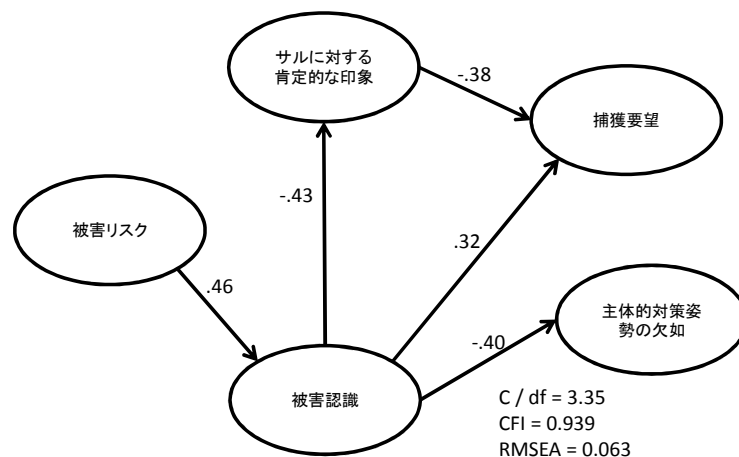 サルに対する
肯定的な印象
-.38
捕獲要望
-.43
被害リスク
.32
.46
主体的対策姿
勢の欠如
-.40
被害認識
C / df = 3.35
CFI = 0.939
RMSEA = 0.063